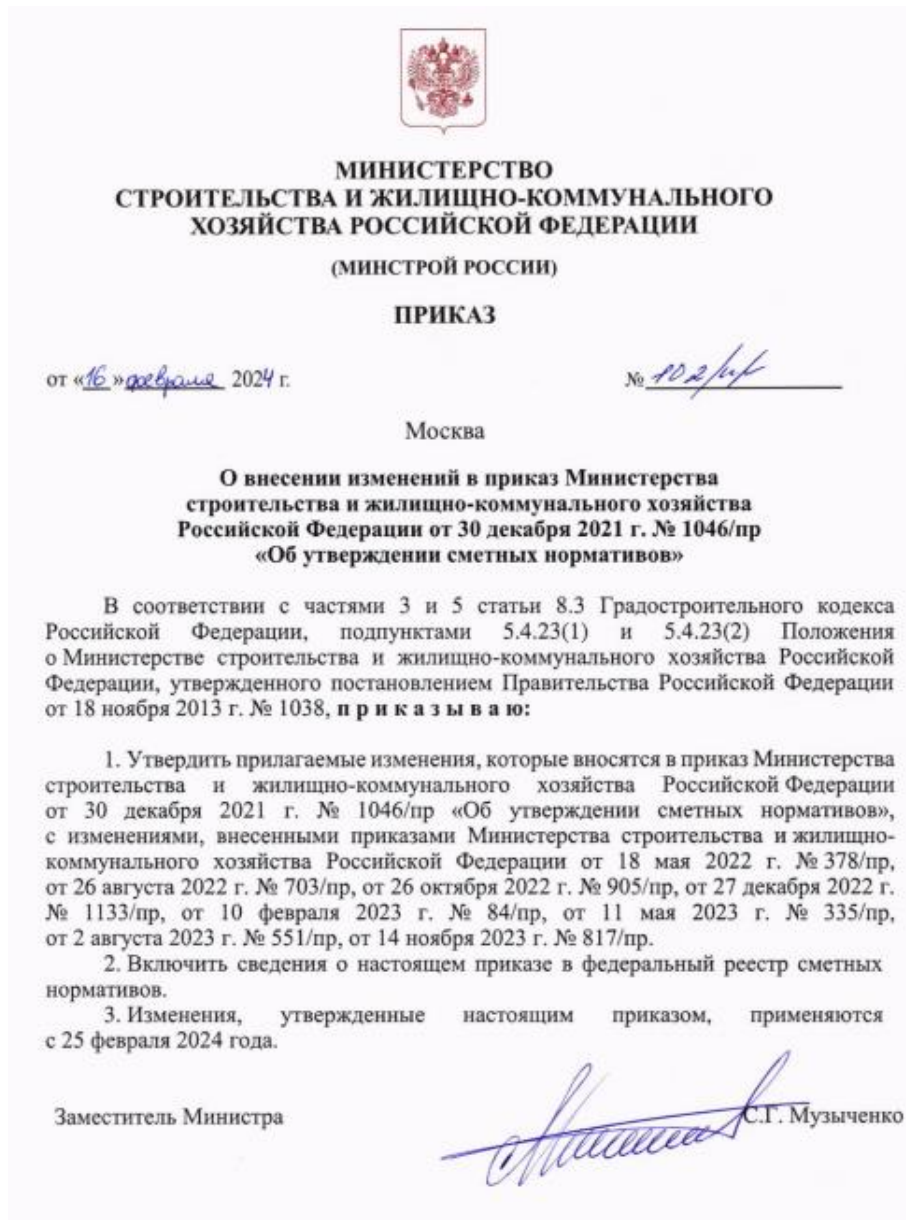 МИНИСТЕРСТВО
СТРОИТЕЛЬСТВА И ЖИЛИЩНО-КОММУНАЛЬНОГО
ХОЗЯЙСТВА РОССИЙСКОЙ ФЕДЕРАЦИИ
(МИНСТРОЙ РОССИИ)
ПРИКАЗ
от «16» февраля 2024 г. № 102/пр
Москва
О внесении изменений в приказ Министерства
строительства и жилищно-коммунального хозяйства
Российской Федерации от 30 декабря 2021 г. № 1046/пр
«Об утверждении сметных нормативов»
В соответствии с частями 3 и 5 статьи 8.3 Градостроительного кодекса
Российской Федерации, подпунктами 5.4.23(1) и 5.4.23(2) Положения
о Министерстве строительства и жилищно-коммунального хозяйства Российской
Федерации, утвержденного постановлением Правительства Российской Федерации
от 18 ноября 2013 г. № 1038, п р и к а з ы в а ю:
1. Утвердить прилагаемые изменения, которые вносятся в приказ Министерства
строительства и жилищно-коммунального хозяйства Российской Федерации
от 30 декабря 2021 г. № 1046/пр «Об утверждении сметных нормативов»,
с изменениями, внесенными приказами Министерства строительства и жилищно-
коммунального хозяйства Российской Федерации от 18 мая 2022 г. № 378/пр,
от 26 августа 2022 г. № 703/пр, от 26 октября 2022 г. № 905/пр, от 27 декабря 2022 г.
№ 1133/пр, от 10 февраля 2023 г. № 84/пр, от 11 мая 2023 г. № 335/пр,
от 2 августа 2023 г. № 551/пр, от 14 ноября 2023 г. № 817/пр.
2. Включить сведения о настоящем приказе в федеральный реестр сметных
нормативов.
3. Изменения, утвержденные настоящим приказом, применяются
с 25 февраля 2024 года.
Заместитель Министра С.Г. Музыченко